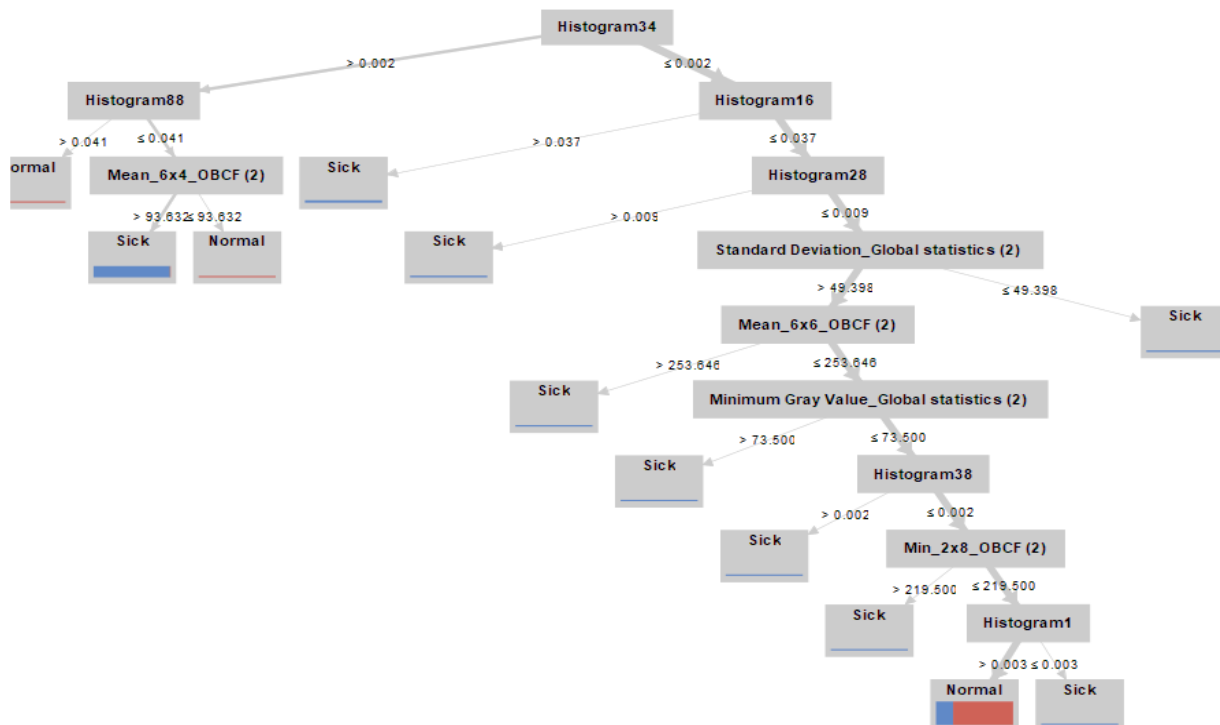 Histogram34
> 0.002
≤ 0.002
Histogram88
Histogram16
> 0.041
≤ 0.041
> 0.037
≤ 0.037
ormal
Mean_6x4_OBCF (2)
Sick
Histogram28
> 93.632
≤ 93.632
> 0.009
≤ 0.009
Sick
Normal
Sick
Standard Deviation_Global statistics (2)
> 49.398
≤ 49.398
Mean_6x6_OBCF (2)
Sick
> 253.646
≤ 253.646
Sick
Minimum Gray Value_Global statistics (2)
> 73.500
≤ 73.500
Sick
Histogram38
> 0.002
≤ 0.002
Sick
Min_2x8_OBCF (2)
> 219.500
≤ 219.500
Sick
Histogram1
> 0.003
≤ 0.003
Normal
Sick